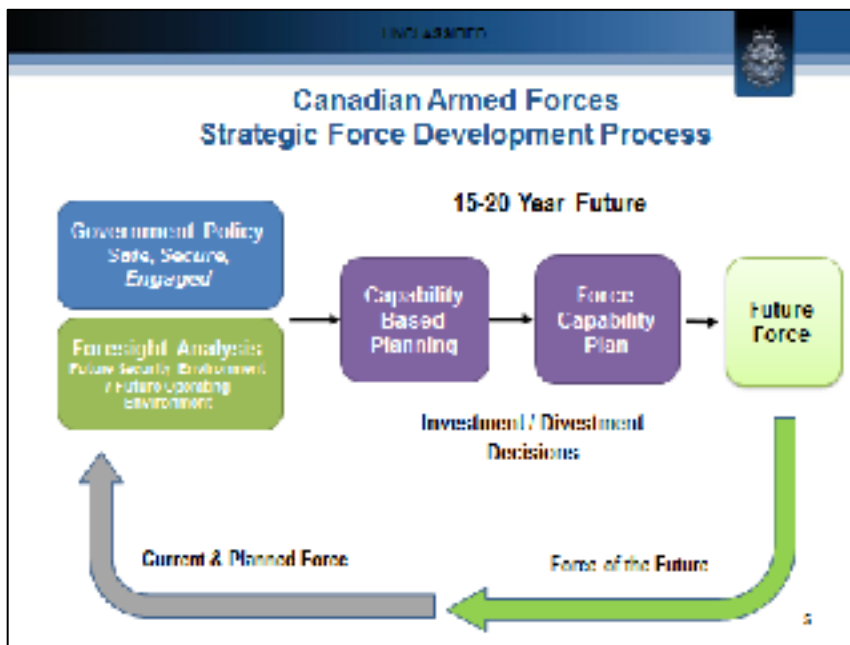 UNCLASSIFIED
Canadian Armed Forces
Strategic Force Development Process
15-20 Year Future
Government Policy
Safe, Secure,
Engaged
Foresight Analysis
Future Security Environment
/ Future Operating
Environment
Capability
Based
Planning
Force
Capability
Plan
Future
Force
Investment / Divestment
Decisions
Current & Planned Force
Force of the Future
5